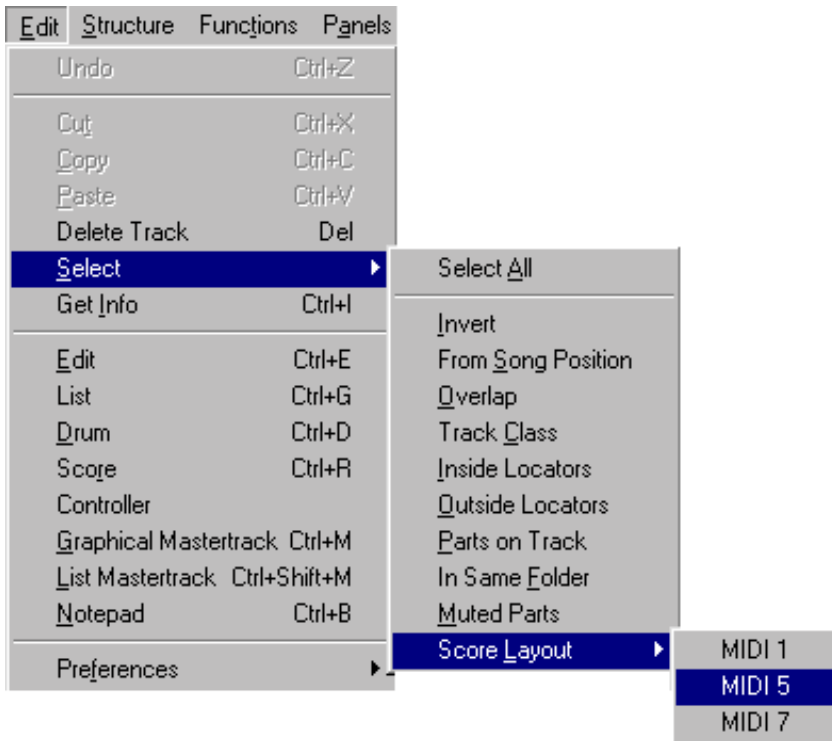 Edit Structure Functions Panels
Undo Ctrl+Z
Cut Ctrl+X
Copy Ctrl+C
Paste Ctrl+V
Delete Track Del
Select
Get Info Ctrl+I
Edit Ctrl+E
List Ctrl+G
Drum Ctrl+D
Score Ctrl+R
Controller
Graphical Mastertrack Ctrl+M
List Mastertrack Ctrl+Shift+M
Notepad Ctrl+B
Preferences
Select All
Invert
From Song Position
Overlap
Track Class
Inside Locators
Outside Locators
Parts on Track
In Same Folder
Muted Parts
Score Layout
MIDI 1
MIDI 5
MIDI 7